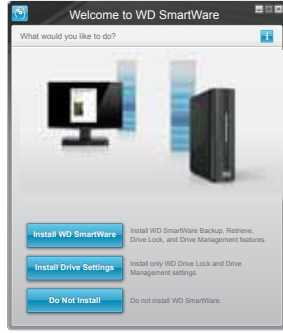 Welcome to WD SmartWare
What would you like to do?
Install WD SmartWare
Install WD SmartWare Backup, Retrieve,
Drive Lock, and Drive Management features.
Install Drive Settings
Install only WD Drive Lock and Drive
Management settings.
Do Not Install
Do not install WD SmartWare.